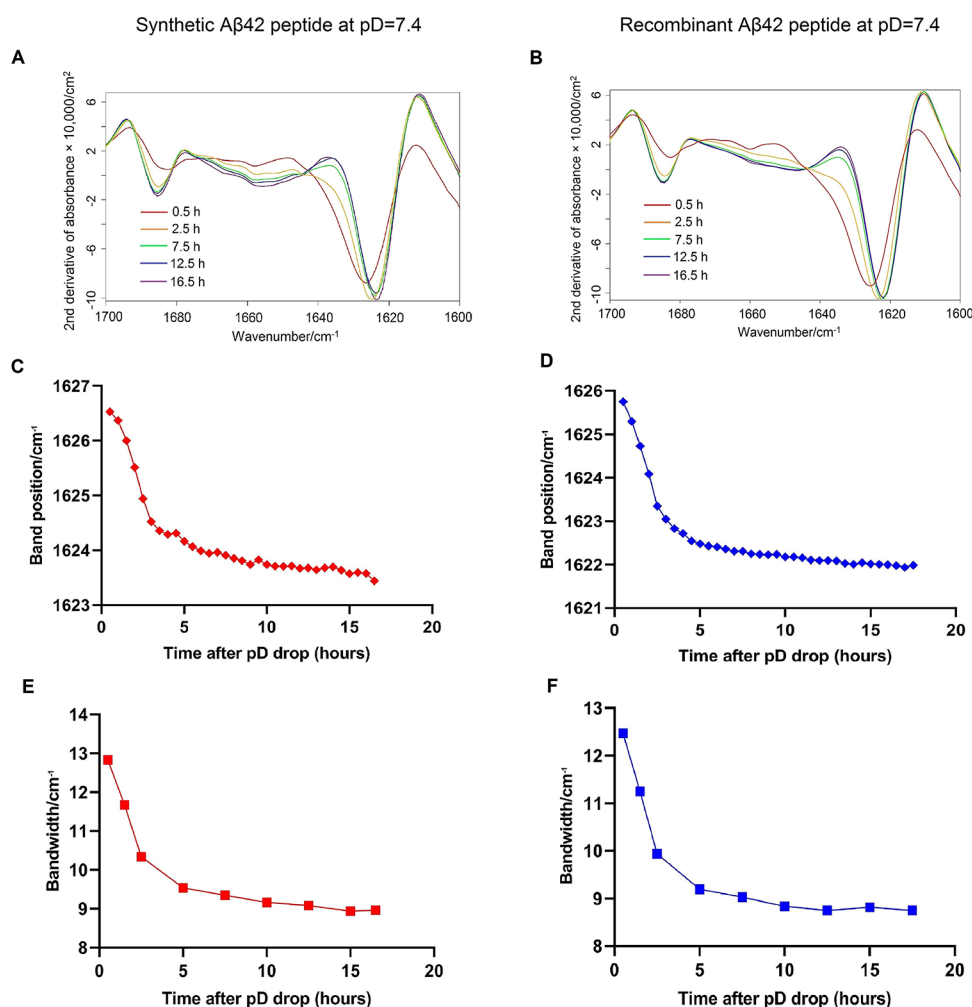 Synthetic Aβ42 peptide at pD=7.4
Recombinant Aβ42 peptide at pD=7.4
A
2nd derivative of absorbance × 10,000/cm²
6
2
-2
-6
-10
0.5 h
2.5 h
7.5 h
12.5 h
16.5 h
1700 1680 1660 1640 1620 1600
Wavenumber/cm⁻¹
B
2nd derivative of absorbance × 10,000/cm²
6
2
-2
-6
-10
0.5 h
2.5 h
7.5 h
12.5 h
16.5 h
1700 1680 1660 1640 1620 1600
Wavenumber/cm⁻¹
C
Band position/cm⁻¹
1627
1626
1625
1624
1623
0 5 10 15 20
Time after pD drop (hours)
D
Band position/cm⁻¹
1626
1625
1624
1623
1622
1621
0 5 10 15 20
Time after pD drop (hours)
E
Bandwidth/cm⁻¹
14
13
12
11
10
9
8
0 5 10 15 20
Time after pD drop (hours)
F
Bandwidth/cm⁻¹
13
12
11
10
9
8
0 5 10 15 20
Time after pD drop (hours)